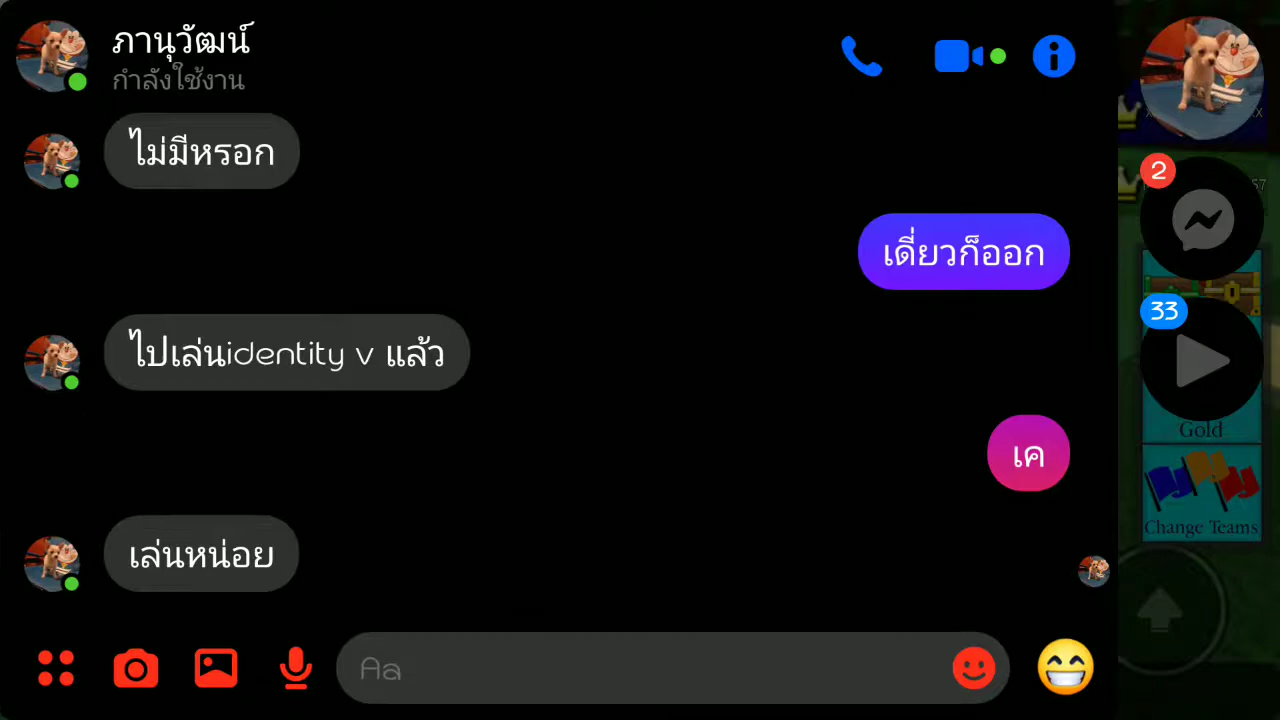 ภานุวัฒน์
กำลังใช้งาน
ไม่มีหรอก
เดี่ยวก็ออก
ไปเล่นidentity v แล้ว
เค
เล่นหน่อย
Aa
2
33
Gold
Change Teams